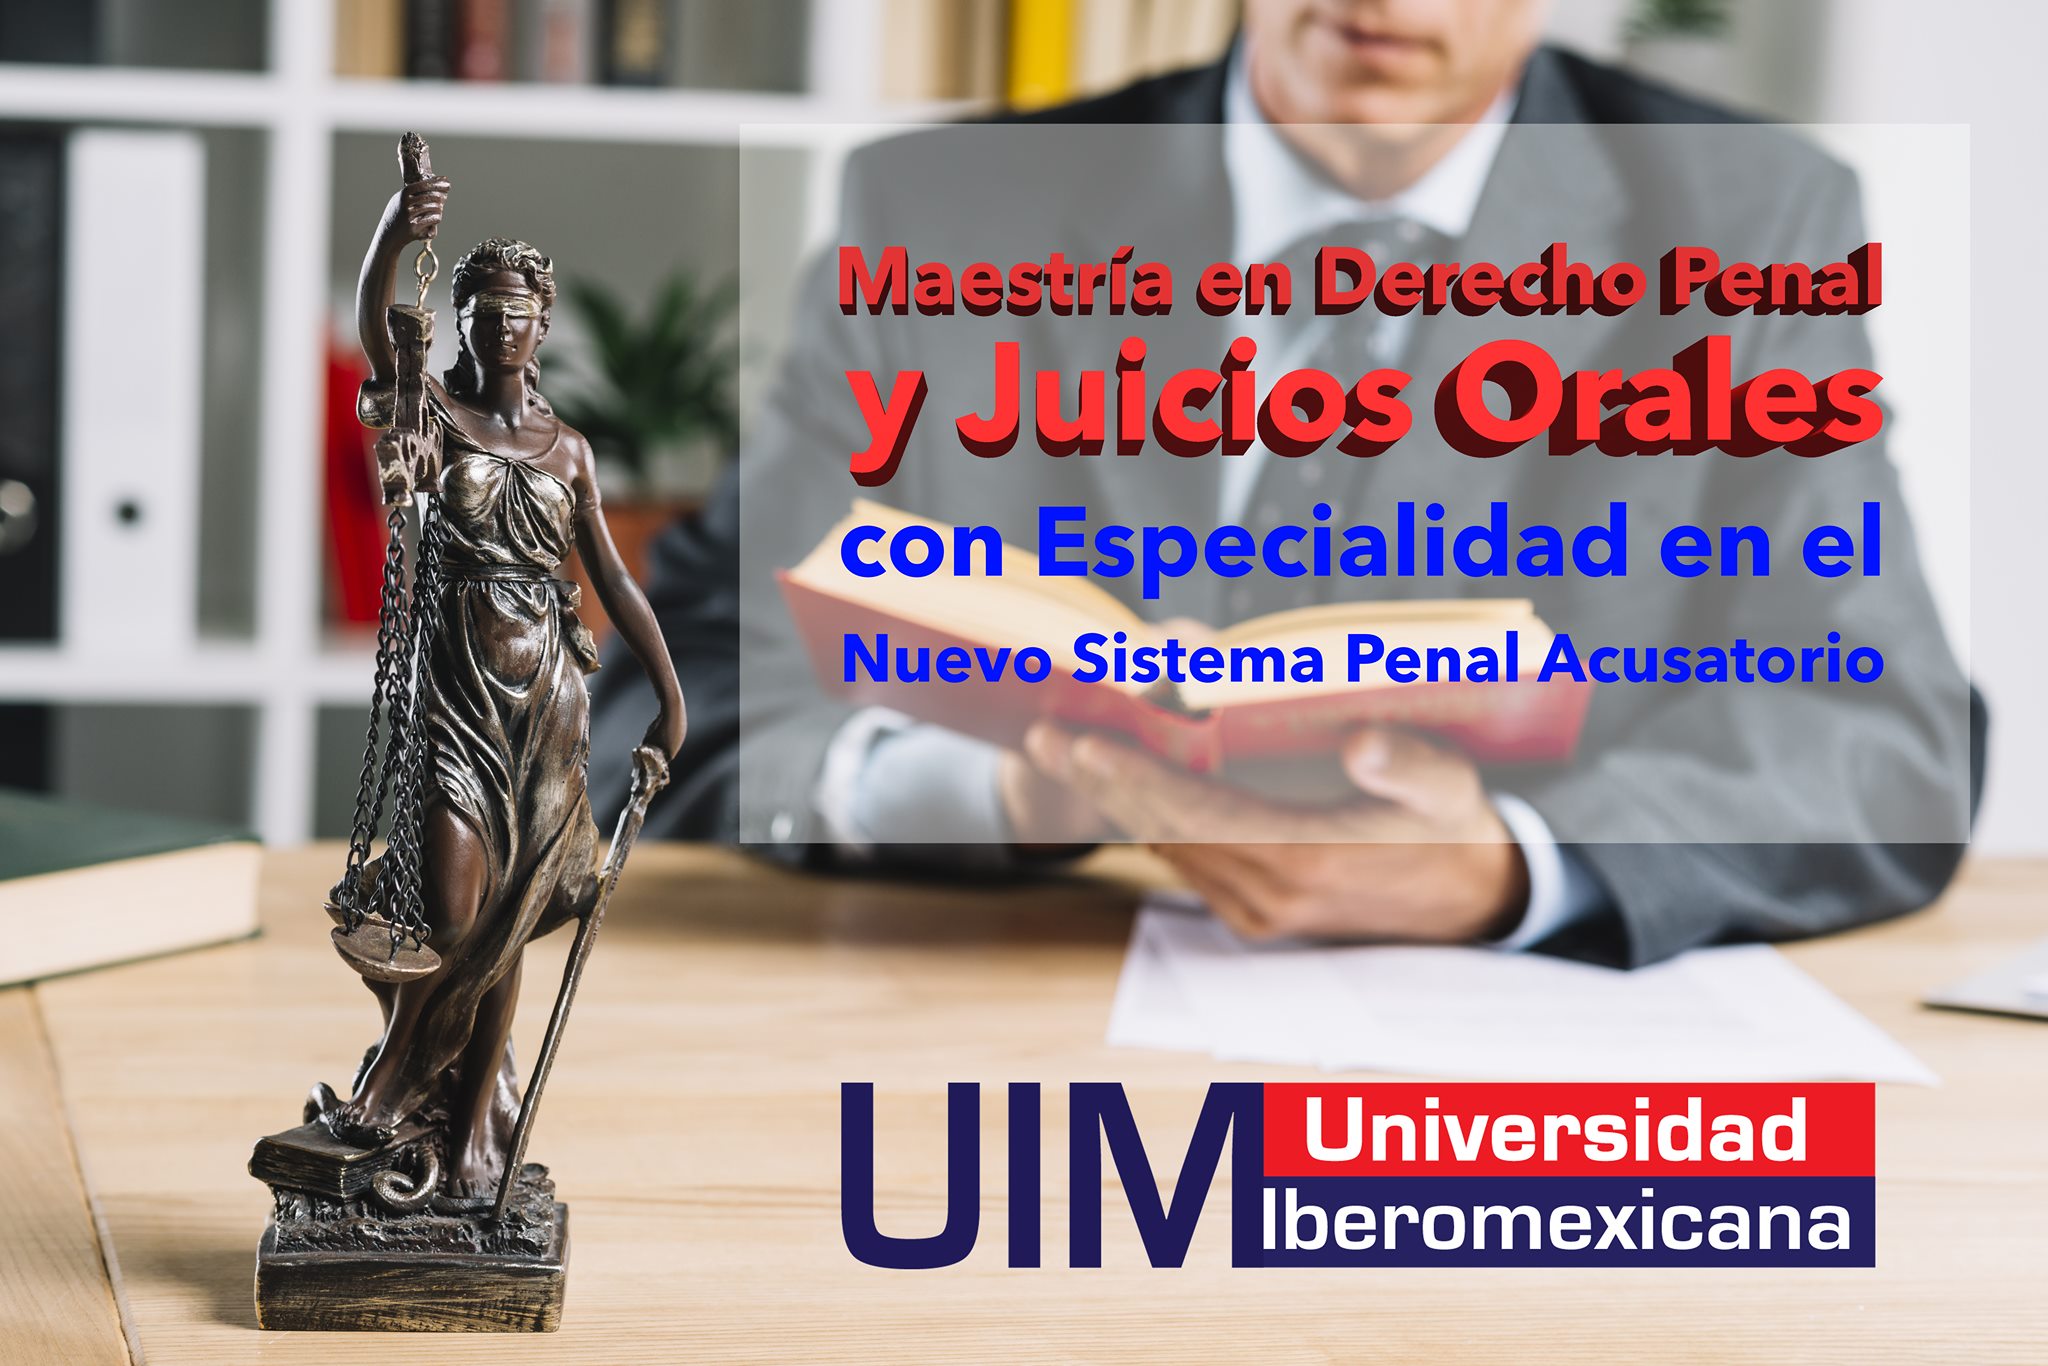 Maestría en Derecho Penal
y Juicios Orales
con Especialidad en el
Nuevo Sistema Penal Acusatorio
UIM
Universidad
Iberomexicana